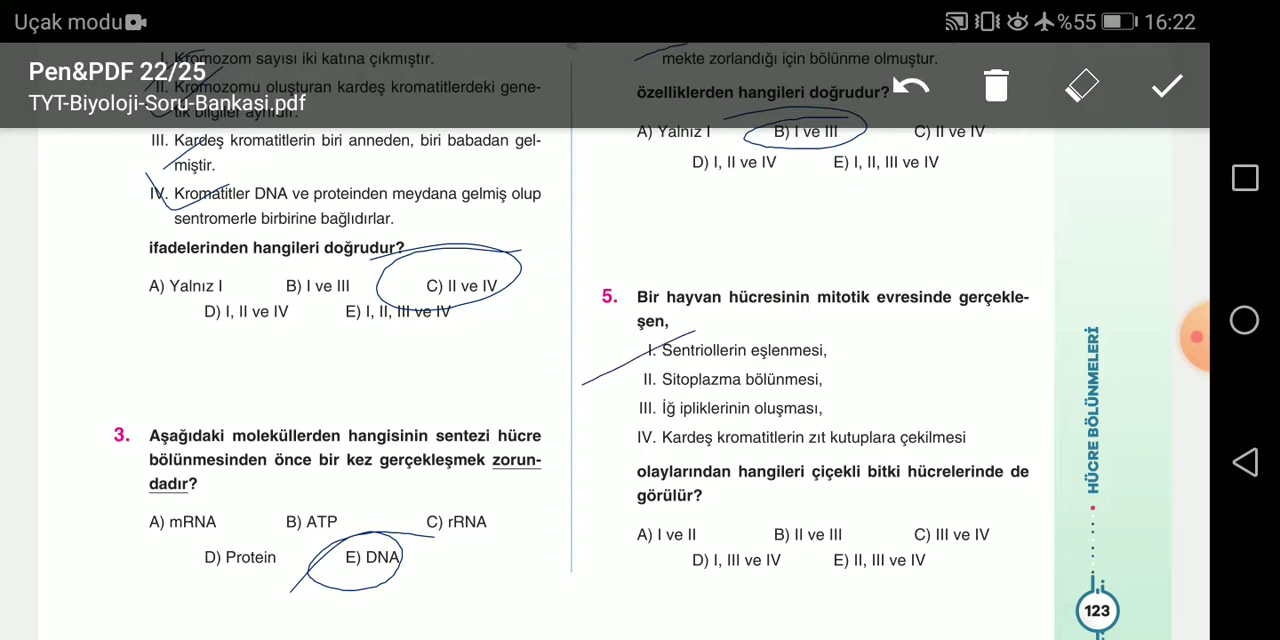 Uçak modu
%55
16:22
Pen&PDF 22/25
TYT-Biyoloji-Soru-Bankasi.pdf
I. Kromozom sayısı iki katına çıkmıştır.
II. Kromozomu oluşturan kardeş kromatitlerdeki gene-
tik bilgiler aynıdır.
III. Kardeş kromatitlerin biri anneden, biri babadan gel-
miştir.
IV. Kromatitler DNA ve proteinden meydana gelmiş olup
sentromerle birbirine bağlıdırlar.
ifadelerinden hangileri doğrudur?
A) Yalnız I B) I ve III C) II ve IV
D) I, II ve IV E) I, II, III ve IV
3. Aşağıdaki moleküllerden hangisinin sentezi hücre
bölünmesinden önce bir kez gerçekleşmek zorun-
dadır?
A) mRNA B) ATP C) rRNA
D) Protein E) DNA
mekte zorlandığı için bölünme olmuştur.
özelliklerden hangileri doğrudur?
A) Yalnız I B) I ve III C) II ve IV
D) I, II ve IV E) I, II, III ve IV
5. Bir hayvan hücresinin mitotik evresinde gerçekle-
şen,
I. Sentriollerin eşlenmesi,
II. Sitoplazma bölünmesi,
III. İğ ipliklerinin oluşması,
IV. Kardeş kromatitlerin zıt kutuplara çekilmesi
olaylarından hangileri çiçekli bitki hücrelerinde de
görülür?
A) I ve II B) II ve III C) III ve IV
D) I, III ve IV E) II, III ve IV
HÜCRE BÖLÜNMELERİ
123